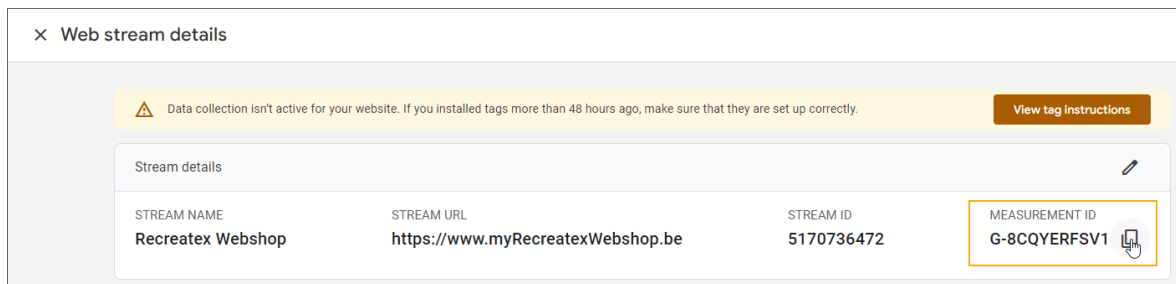 Web stream details
Data collection isn't active for your website. If you installed tags more than 48 hours ago, make sure that they are set up correctly.
View tag instructions
Stream details
STREAM NAME
Recreatex Webshop
STREAM URL
https://www.myRecreatexWebshop.be
STREAM ID
5170736472
MEASUREMENT ID
G-8CQYERFSV1